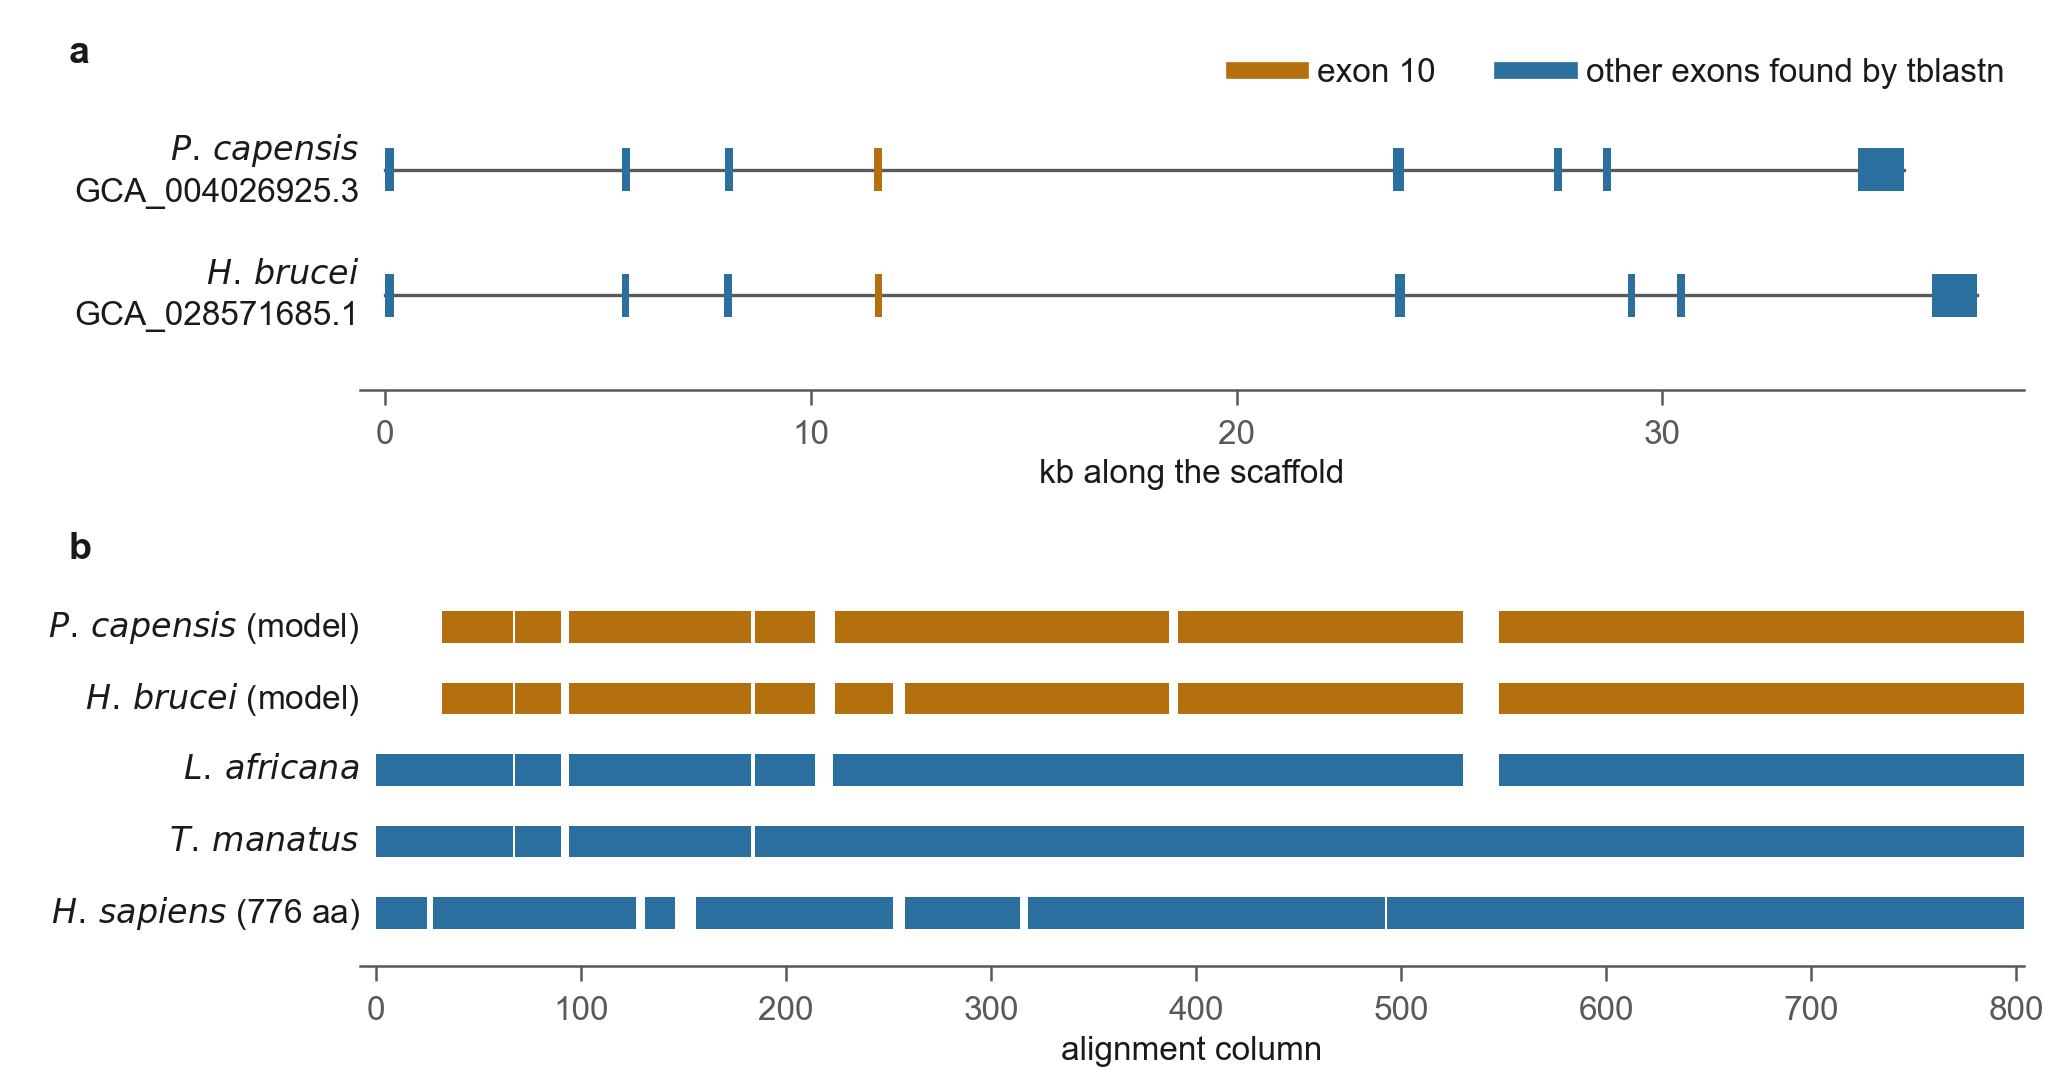 a
exon 10
other exons found by tblastn
P. capensis
GCA_004026925.3
H. brucei
GCA_028571685.1
0 10 20 30
kb along the scaffold
b
P. capensis (model)
H. brucei (model)
L. africana
T. manatus
H. sapiens (776 aa)
0 100 200 300 400 500 600 700 800
alignment column